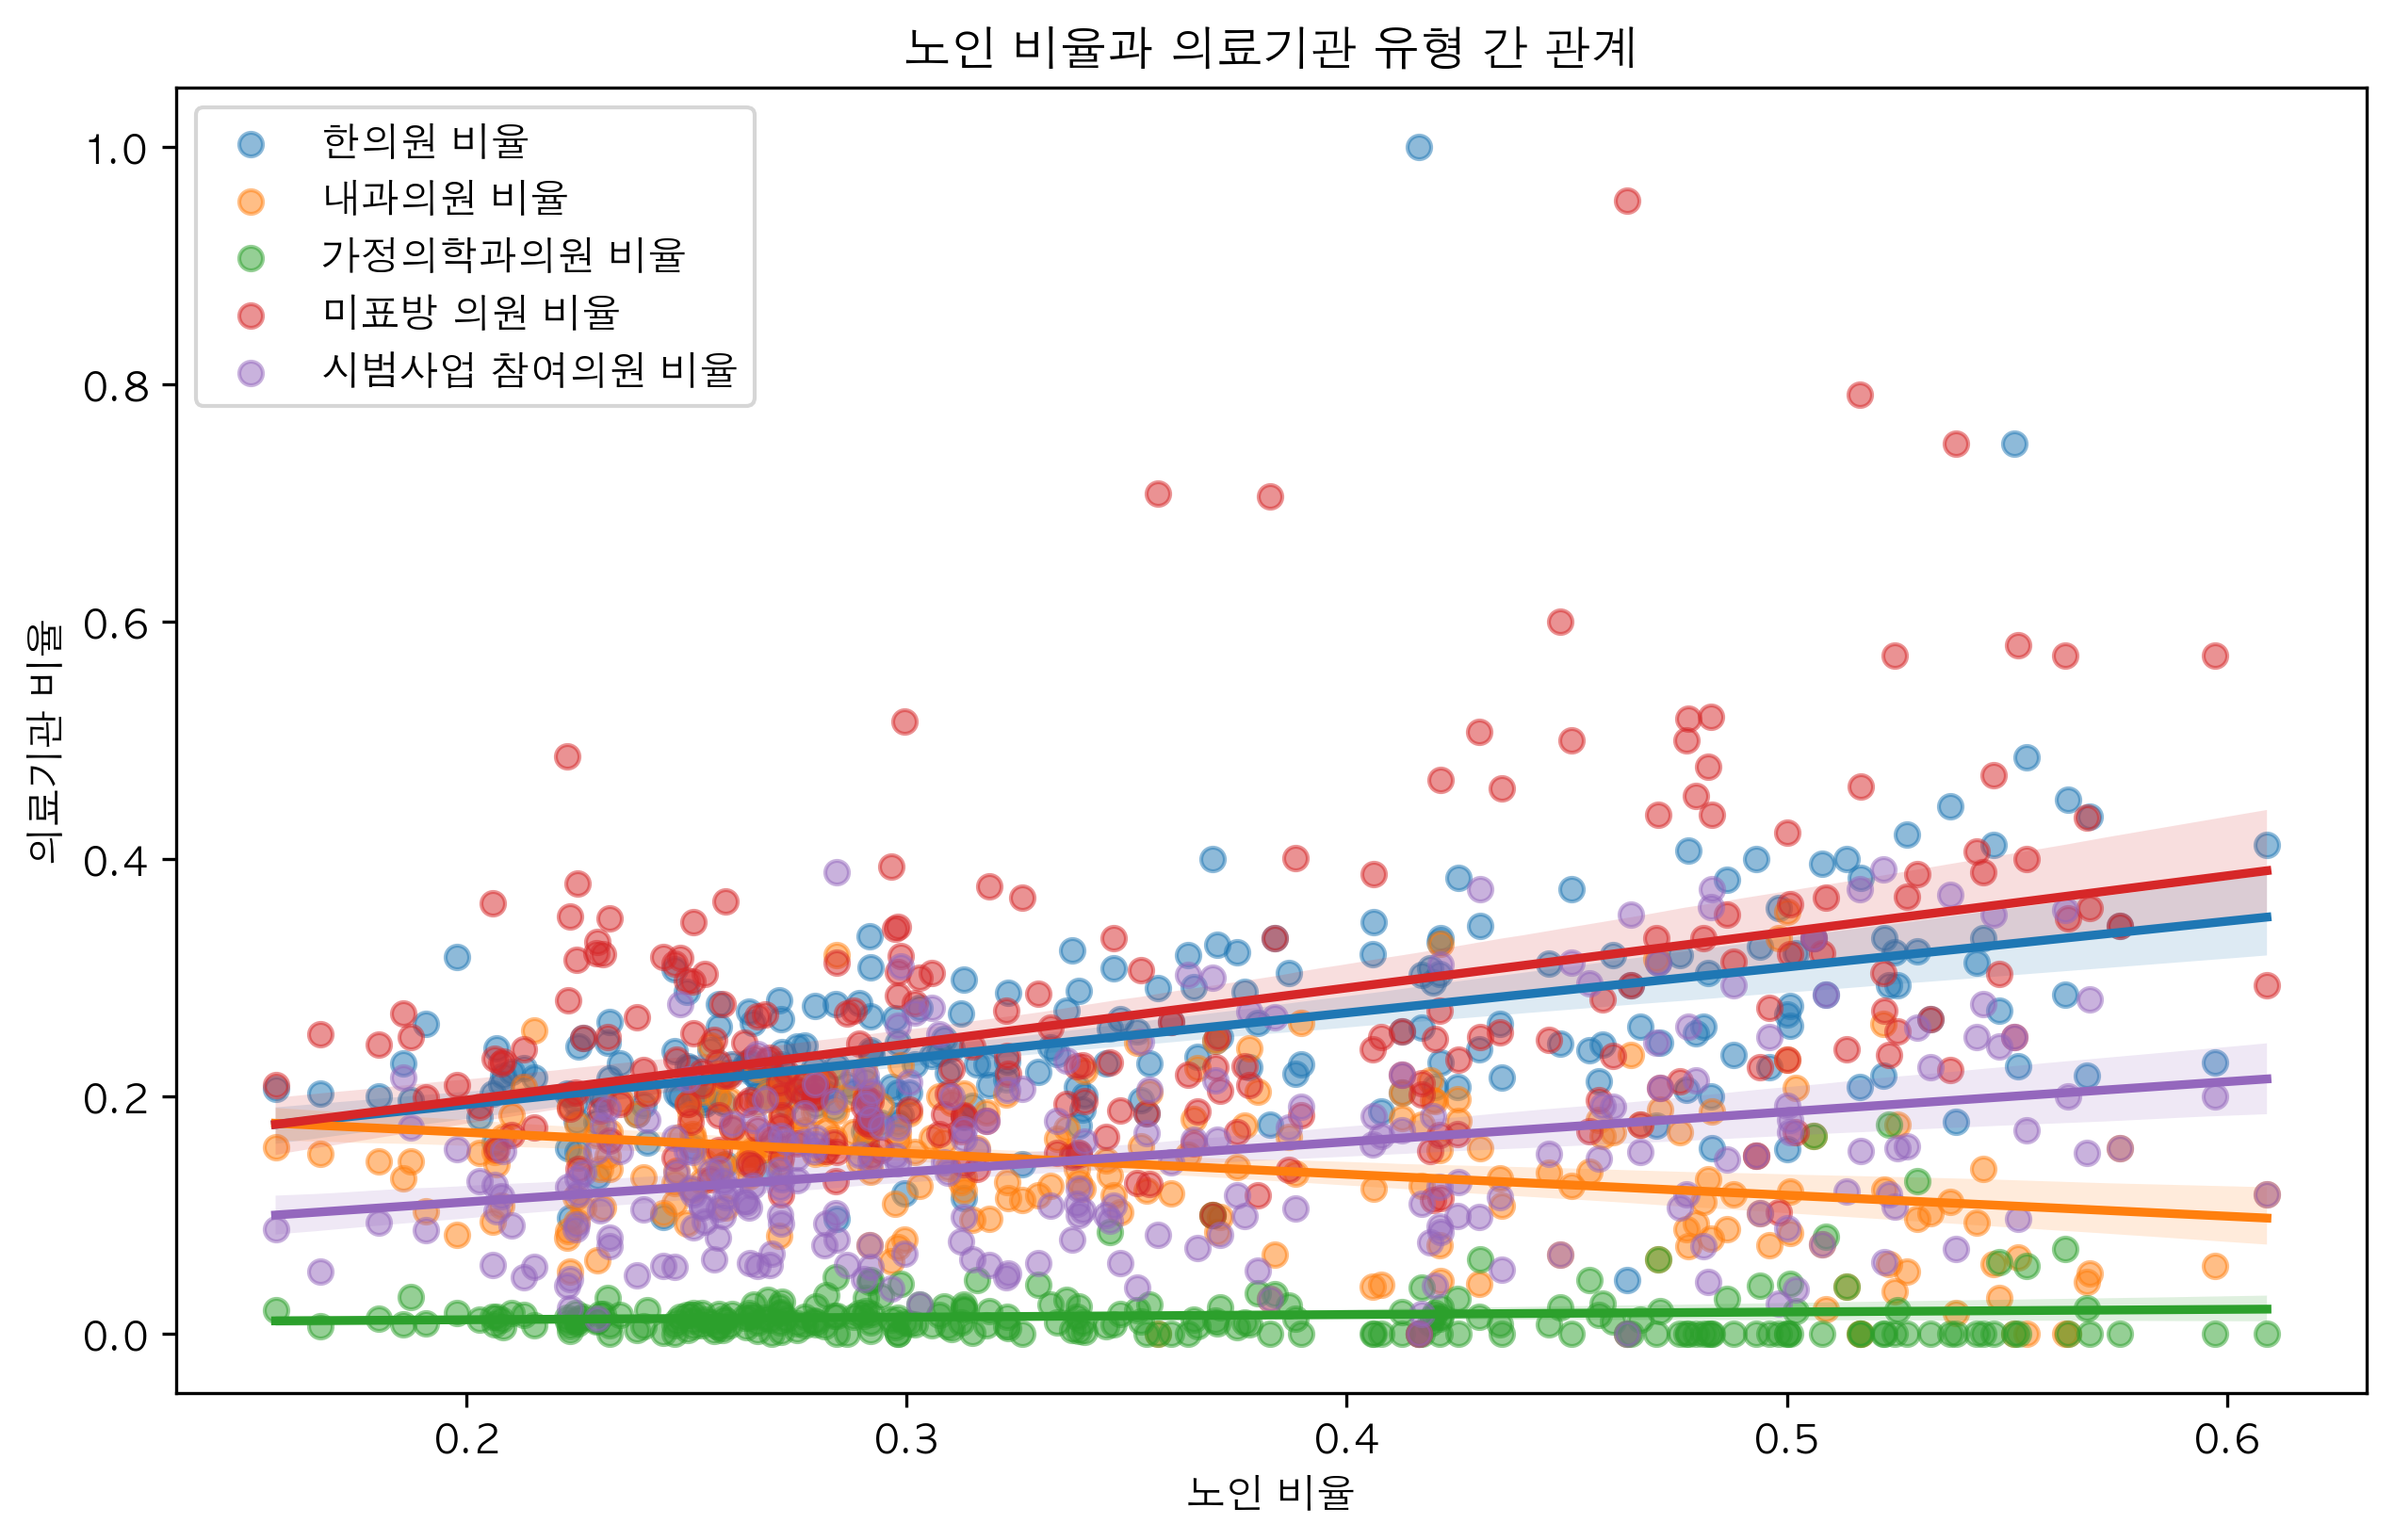 노인 비율과 의료기관 유형 간 관계
한의원 비율
내과의원 비율
가정의학과의원 비율
미표방 의원 비율
시범사업 참여의원 비율
의료기관 비율
1.0
0.8
0.6
0.4
0.2
0.0
0.2 0.3 0.4 0.5 0.6
노인 비율